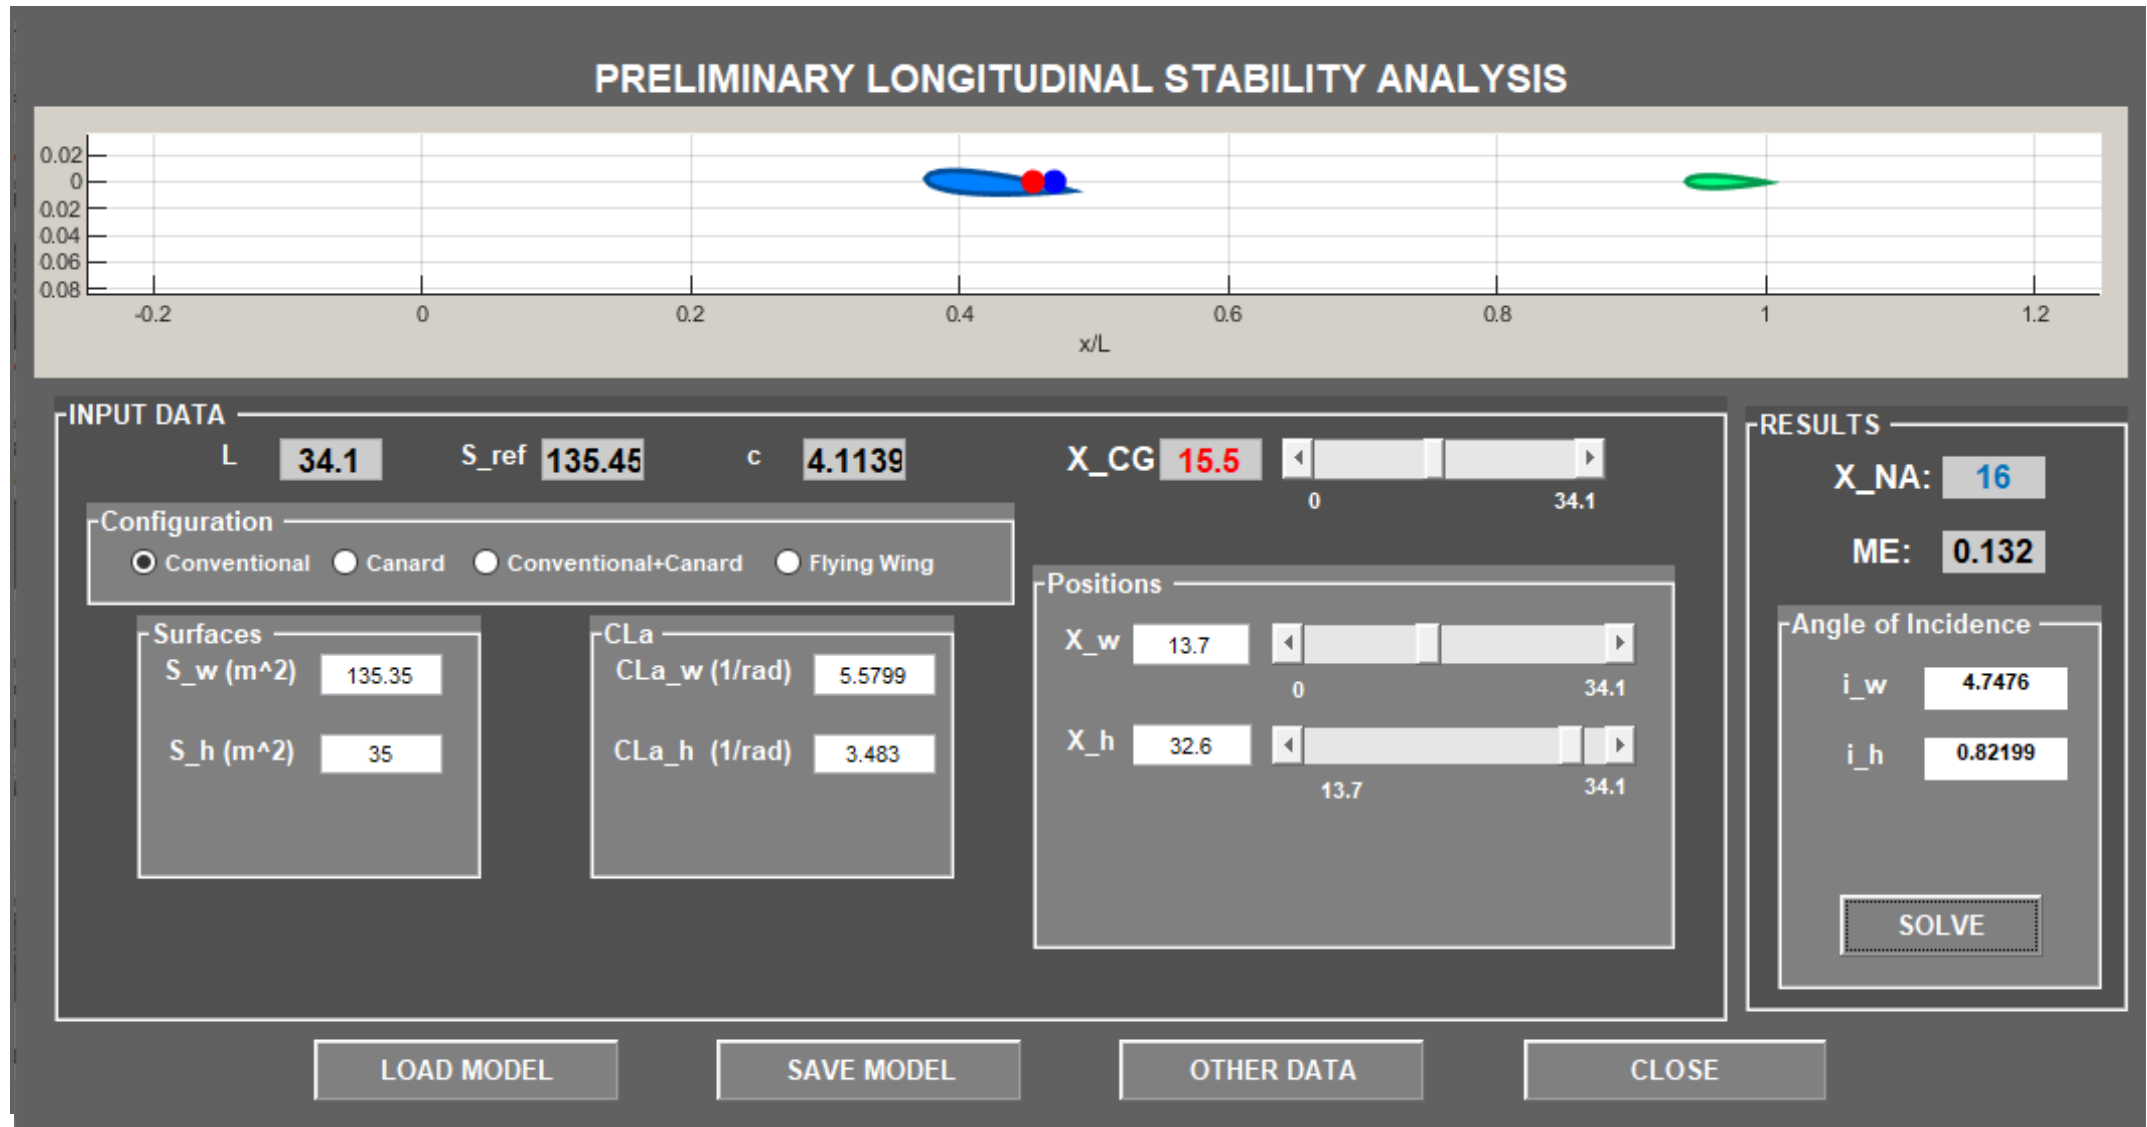 PRELIMINARY LONGITUDINAL STABILITY ANALYSIS
0.02
0
0.02
0.04
0.06
0.08
-0.2 0 0.2 0.4 0.6 0.8 1 1.2
x/L
INPUT DATA
L 34.1 S_ref 135.45 c 4.1139 X_CG 15.5
0 34.1
Configuration
Conventional Canard Conventional+Canard Flying Wing
Surfaces
S_w (m^2) 135.35
S_h (m^2) 35
CLa
CLa_w (1/rad) 5.5799
CLa_h (1/rad) 3.483
Positions
X_w 13.7
0 34.1
X_h 32.6
13.7 34.1
RESULTS
X_NA: 16
ME: 0.132
Angle of Incidence
i_w 4.7476
i_h 0.82199
SOLVE
LOAD MODEL SAVE MODEL OTHER DATA CLOSE